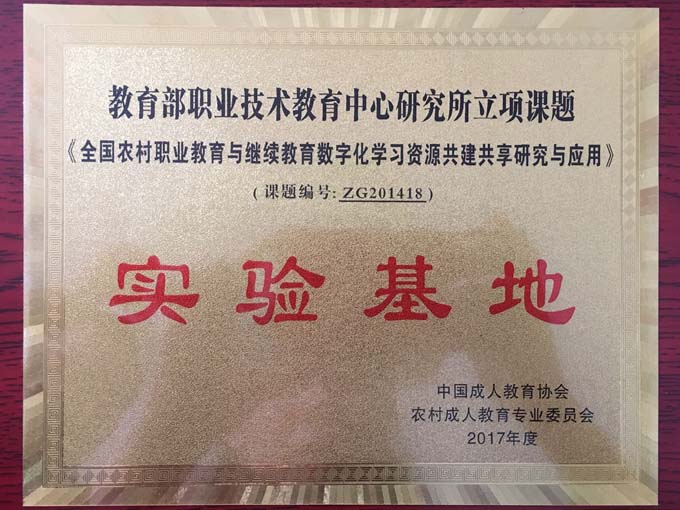 教育部职业技术教育中心研究所立项课题
《全国农村职业教育与继续教育数字化学习资源共建共享研究与应用》
(课题编号: ZG201418)
实验基地
中国成人教育协会
农村成人教育专业委员会
2017年度